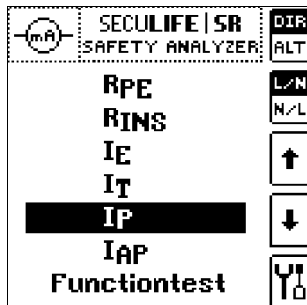 mA
SECULIFE|SR
SAFETY ANALYZER
DIR
ALT
L/N
N/L
RPE
RINS
IE
IT
IP
IAP
Functiontest